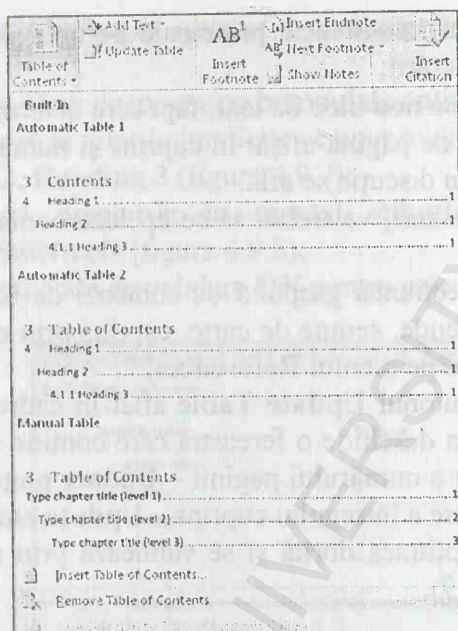 Add Text
Update Table
Table of
Contents
AB¹
Insert
Footnote
Insert Endnote
AB Next Footnote
Show Notes
Insert
Citation
Built-In
Automatic Table 1
3 Contents
4 Heading 1 1
Heading 2 1
4.1.1 Heading 3 1
Automatic Table 2
3 Table of Contents
4 Heading 1 1
Heading 2 1
4.1.1 Heading 3 1
Manual Table
3 Table of Contents
Type chapter title (level 1) 1
Type chapter title (level 2) 2
Type chapter title (level 3) 3
Insert Table of Contents...
Remove Table of Contents